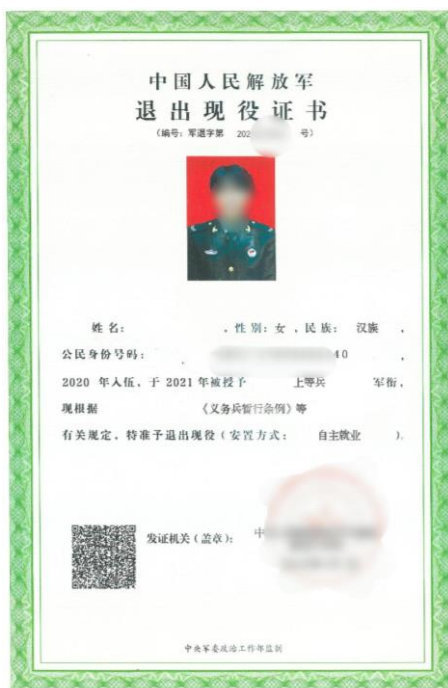 中国人民解放军
退出现役证书
(编号：军退字第 202 号)
姓名： ，性别：女，民族： 汉族 ，
公民身份号码： 40 ，
2020 年入伍，于 2021 年被授予 上等兵 军衔，
现根据 《义务兵暂行条例》等
有关规定，特准予退出现役（安置方式： 自主就业 ）.
发证机关（盖章）： 中
中央军委政治工作部监制